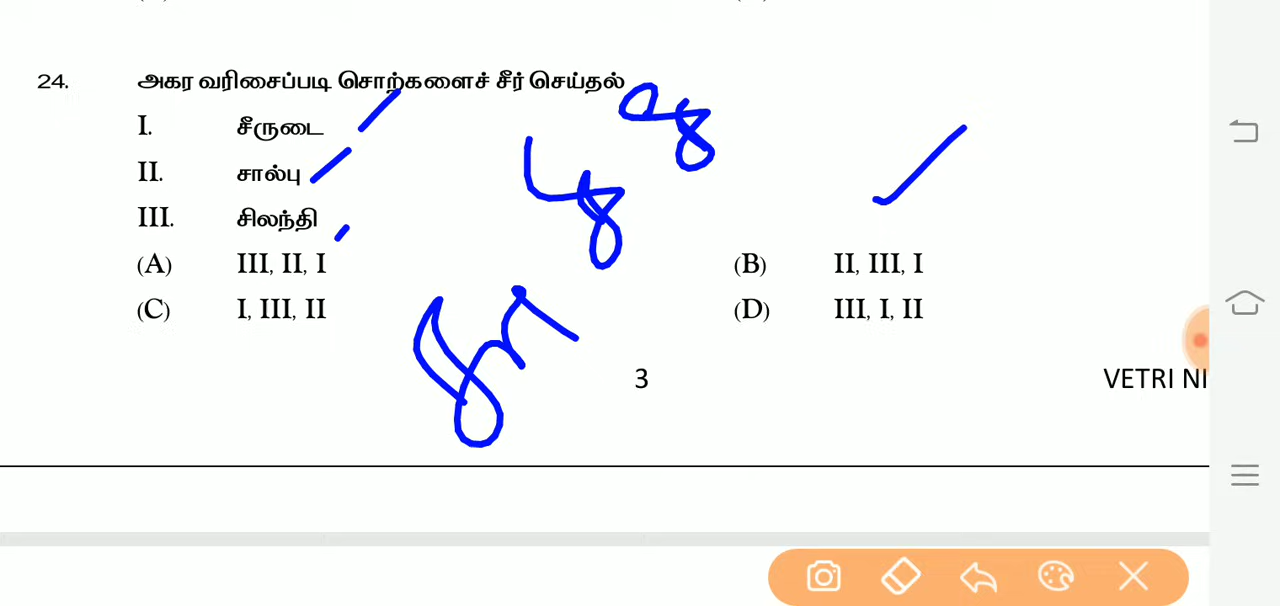 24. அகர வரிசைப்படி சொற்களைச் சீர் செய்தல்
I. சீருடை
II. சால்பு
III. சிலந்தி
(A) III, II, I (B) II, III, I
(C) I, III, II (D) III, I, II
3
VETRI NI